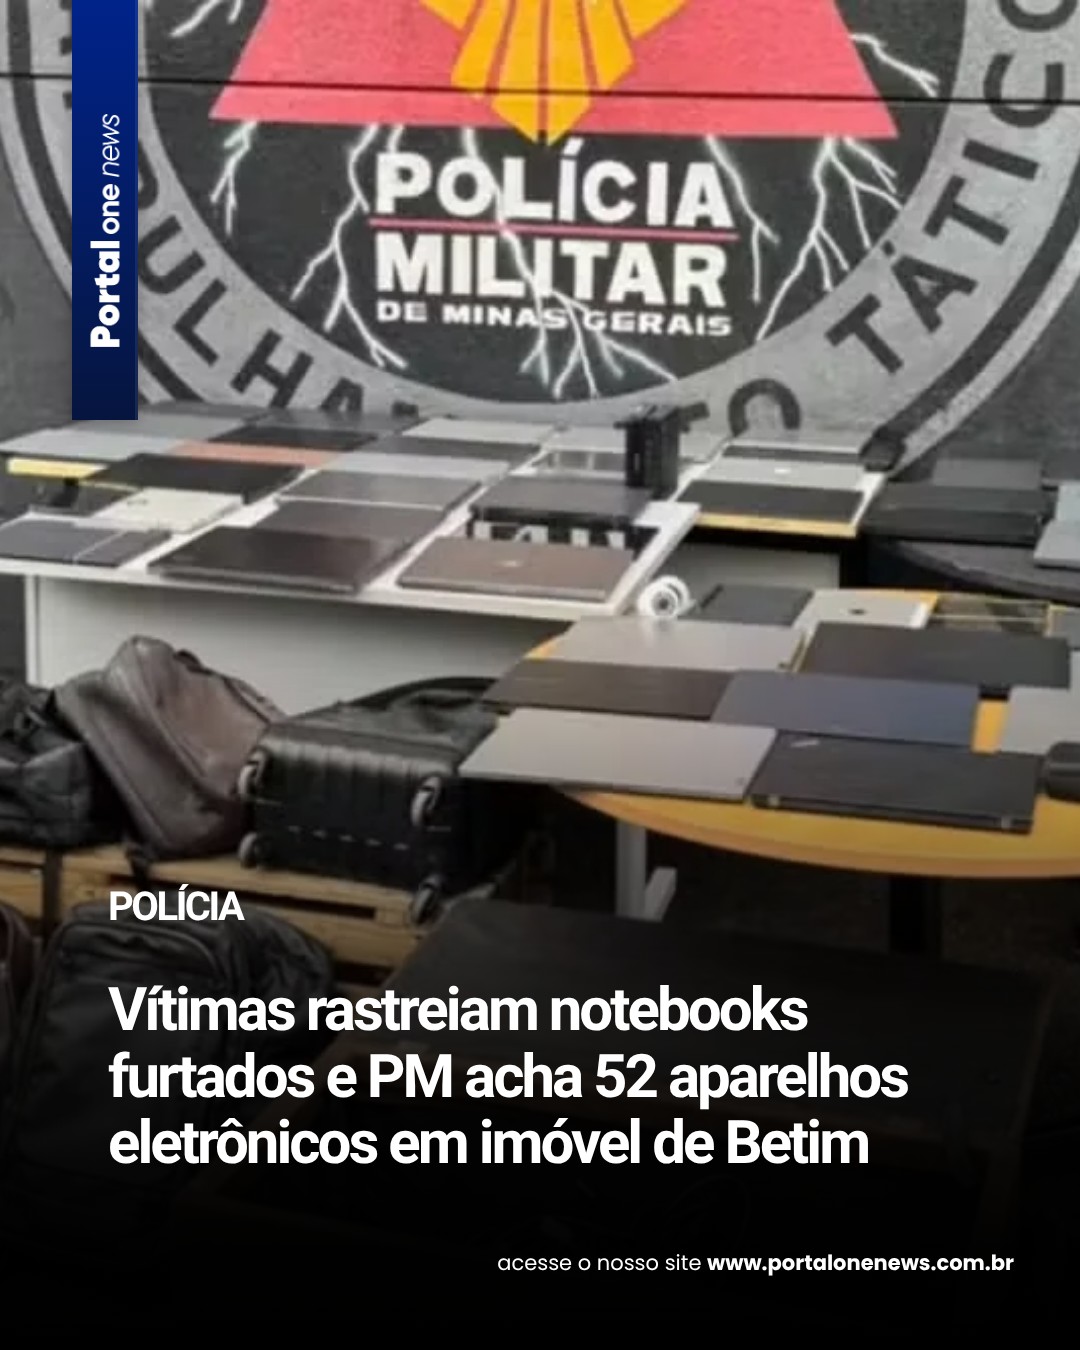 Portal one news
POLÍCIA
MILITAR
DE MINAS GERAIS
TÁTICO
POLÍCIA
Vítimas rastreiam notebooks
furtados e PM acha 52 aparelhos
eletrônicos em imóvel de Betim
acesse o nosso site www.portalonenews.com.br